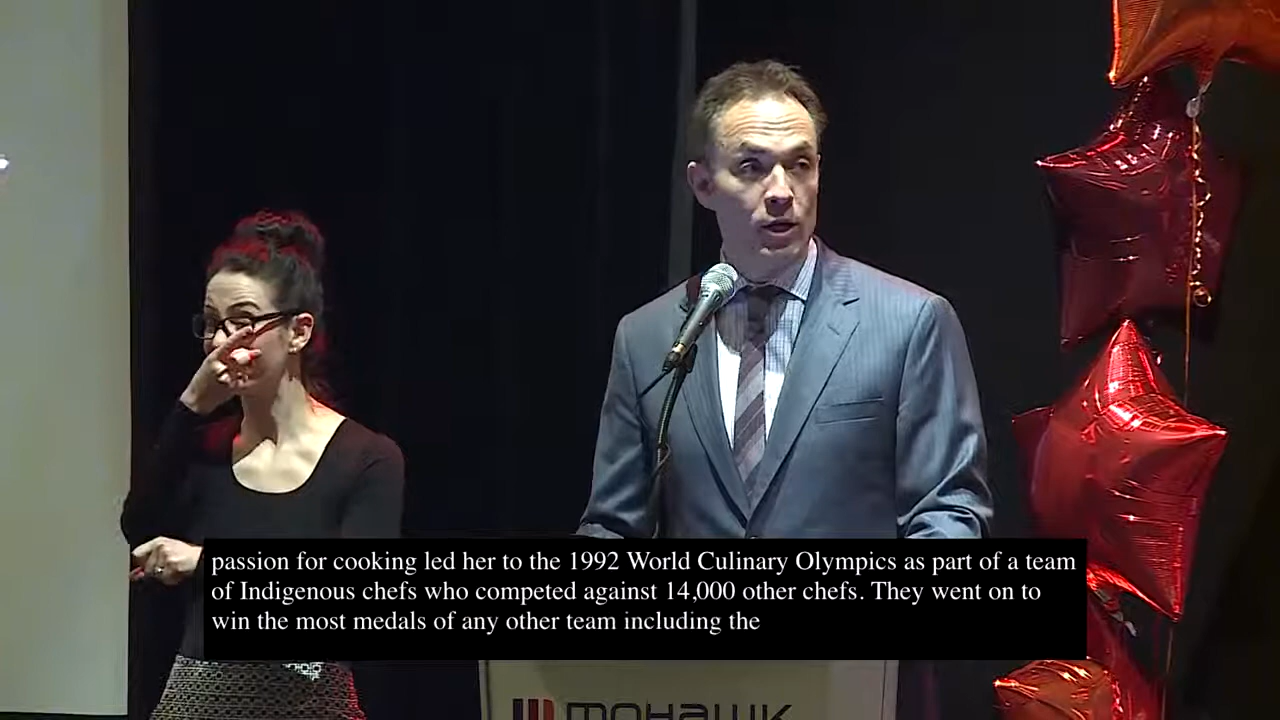 passion for cooking led her to the 1992 World Culinary Olympics as part of a team
of Indigenous chefs who competed against 14,000 other chefs. They went on to
win the most medals of any other team including the
mohawk